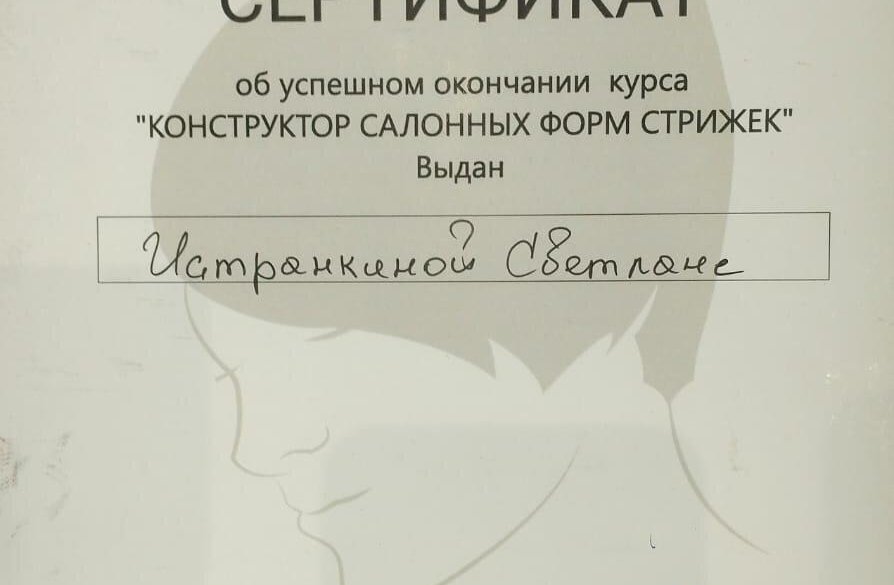 СЕРТИФИКАТ
об успешном окончании курса
"КОНСТРУКТОР САЛОННЫХ ФОРМ СТРИЖЕК"
Выдан
Истранкиной Светлане